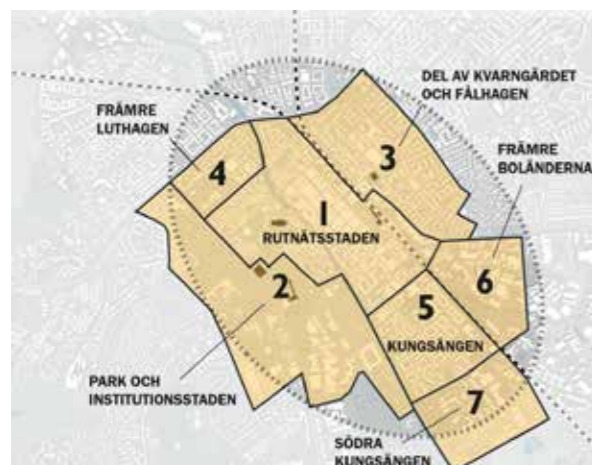 DEL AV KVARNGÄRDET
OCH FÅLHAGEN
FRÄMRE
LUTHAGEN
3
FRÄMRE
BOLÄNDERNA
4
1
RUTNÄTSSTADEN
2
6
5
KUNGSÄNGEN
PARK OCH
INSTITUTIONSSTADEN
7
SÖDRA
KUNGSÄNGEN